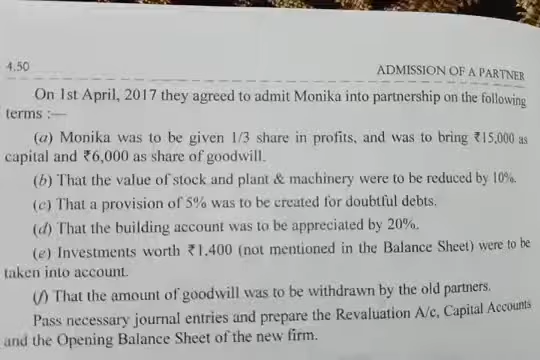 4.50
ADMISSION OF A PARTNER
On 1st April, 2017 they agreed to admit Monika into partnership on the following
terms :—
(a) Monika was to be given 1/3 share in profits, and was to bring ₹15,000 as
capital and ₹6,000 as share of goodwill.
(b) That the value of stock and plant & machinery were to be reduced by 10%.
(c) That a provision of 5% was to be created for doubtful debts.
(d) That the building account was to be appreciated by 20%.
(e) Investments worth ₹1,400 (not mentioned in the Balance Sheet) were to be
taken into account.
(f) That the amount of goodwill was to be withdrawn by the old partners.
Pass necessary journal entries and prepare the Revaluation A/c, Capital Accounts
and the Opening Balance Sheet of the new firm.